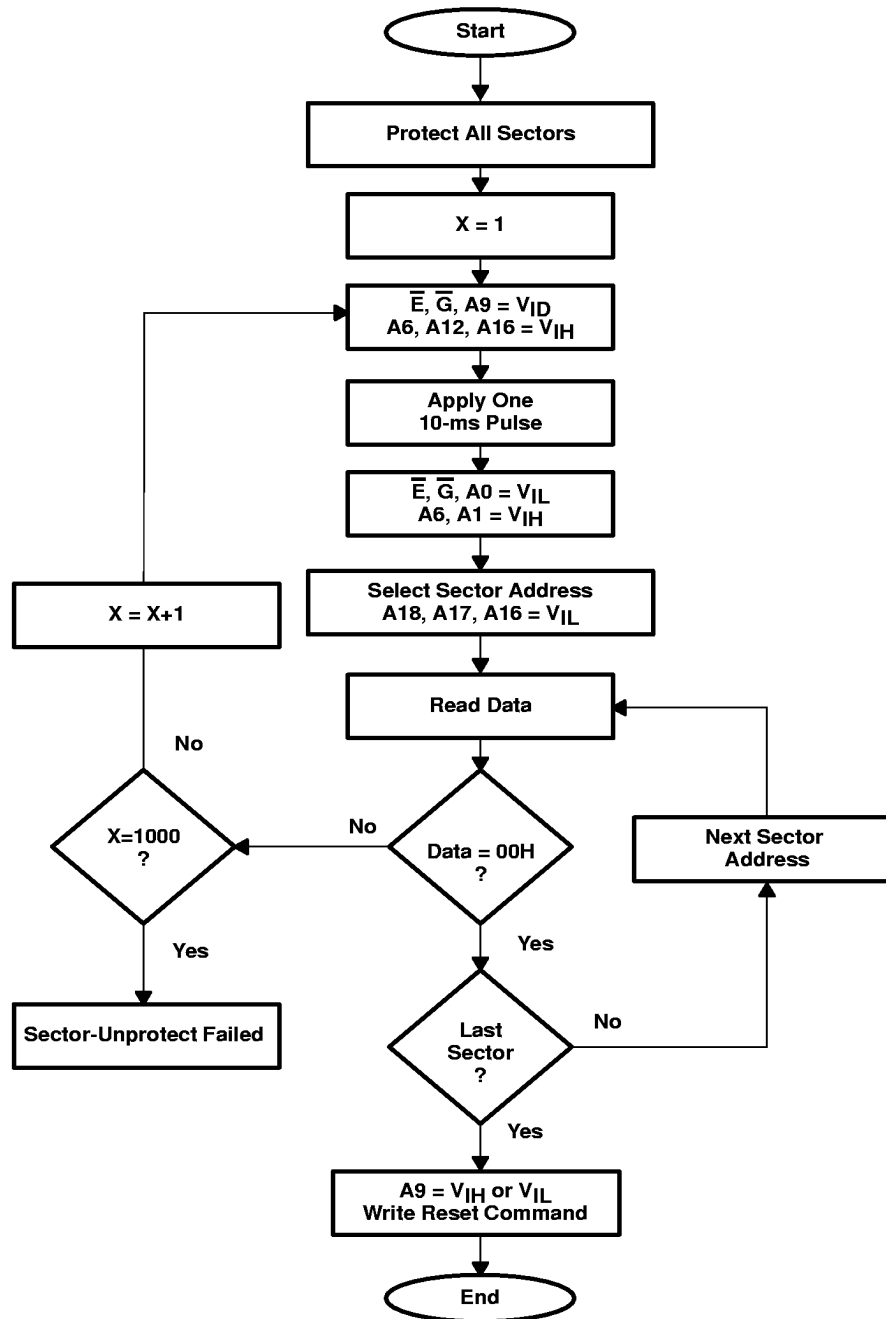 Start
Protect All Sectors
X = 1
E̅, G̅, A9 = VID
A6, A12, A16 = VIH
Apply One
10-ms Pulse
E̅, G̅, A0 = VIL
A6, A1 = VIH
Select Sector Address
A18, A17, A16 = VIL
X = X+1
Read Data
No
X=1000
?
No
Data = 00H
?
Next Sector
Address
Yes
Yes
Sector-Unprotect Failed
Last
Sector
?
No
Yes
A9 = VIH or VIL
Write Reset Command
End